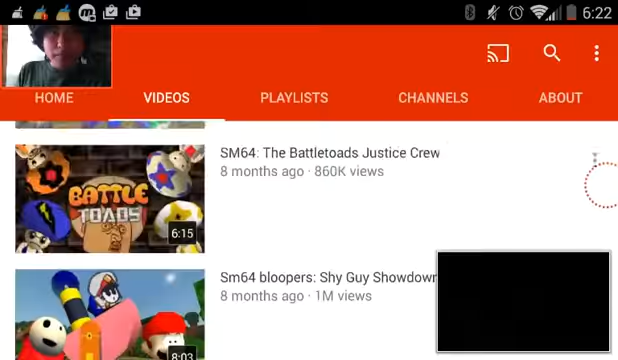 6:22
HOME
VIDEOS
PLAYLISTS
CHANNELS
ABOUT
SM64: The Battletoads Justice Crew
8 months ago · 860K views
BATTLE
TOADS
6:15
Sm64 bloopers: Shy Guy Showdown
8 months ago · 1M views
8:03